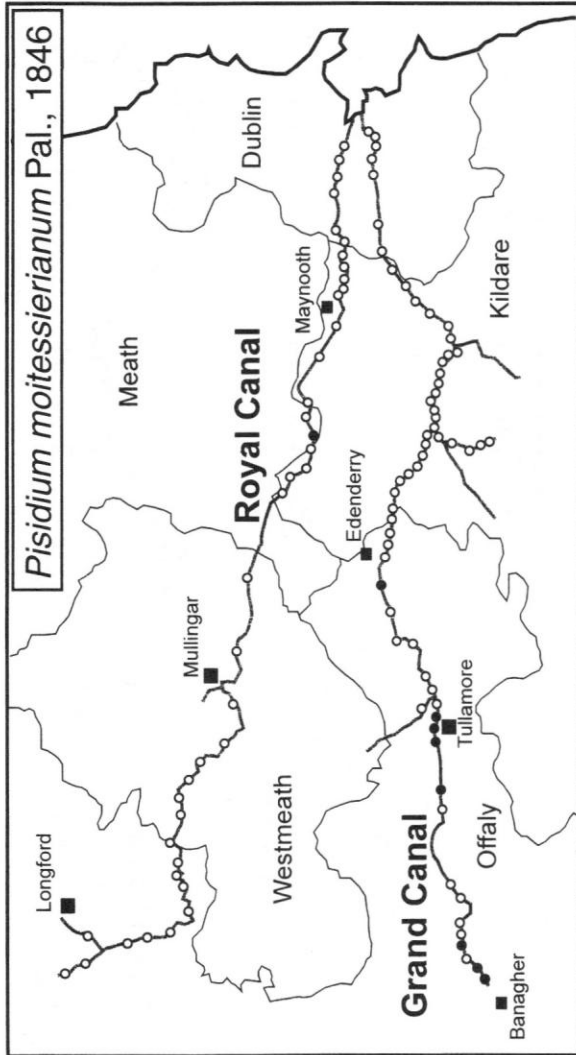 Pisidium moitessierianum Pal., 1846
Longford
Mullingar
Meath
Dublin
Royal Canal
Maynooth
Westmeath
Edenderry
Kildare
Grand Canal
Tullamore
Offaly
Banagher